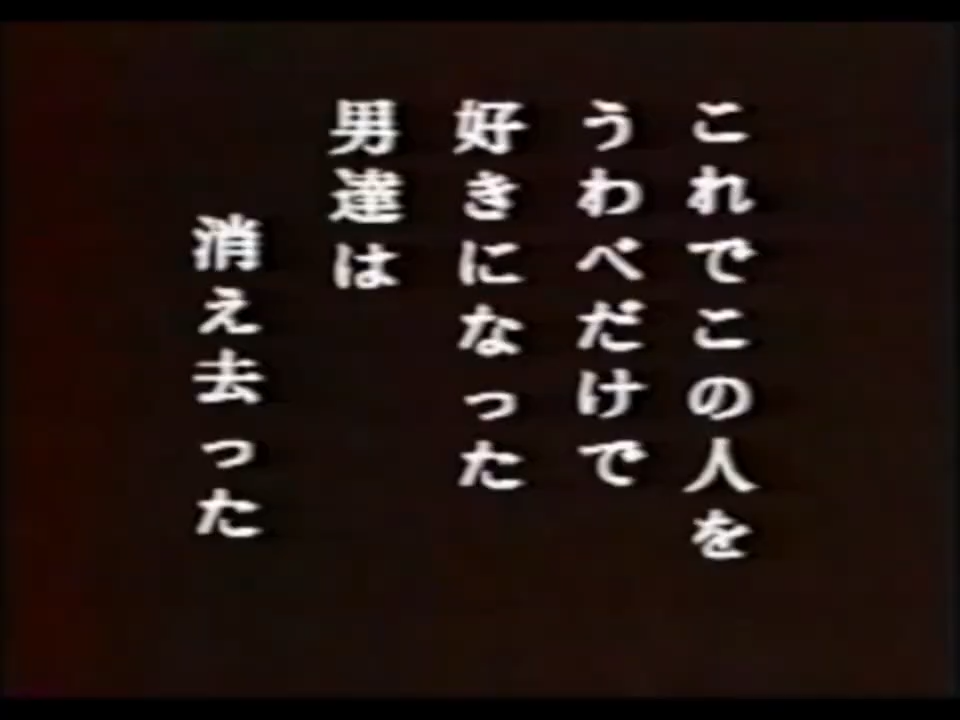 これでこの人を
うわべだけで
好きになった
男達は
消え去った